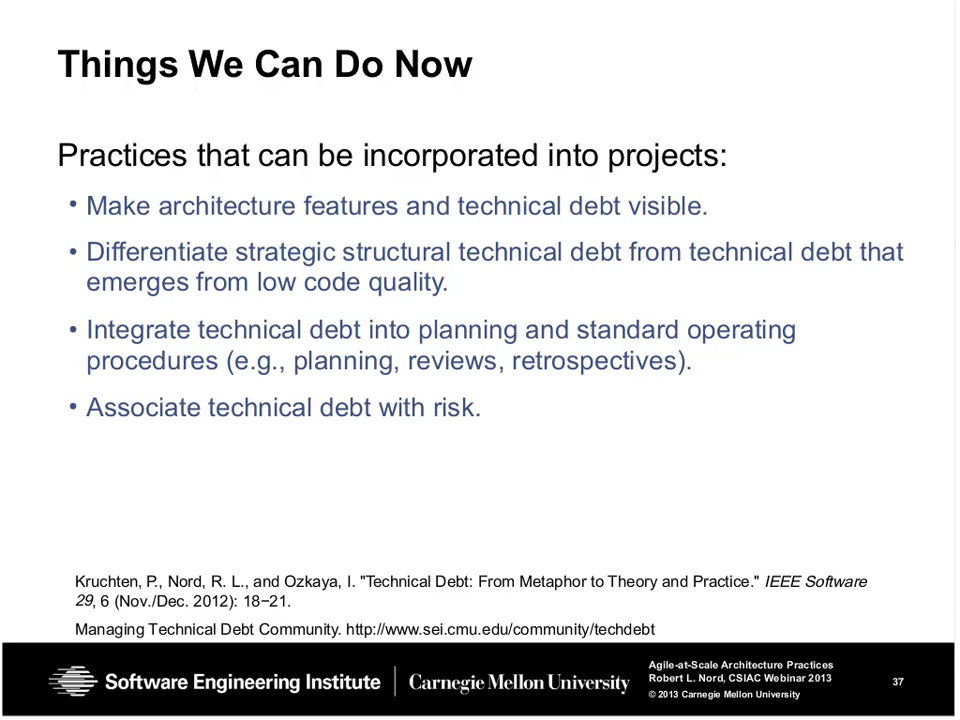 Things We Can Do Now
Practices that can be incorporated into projects:
• Make architecture features and technical debt visible.
• Differentiate strategic structural technical debt from technical debt that
emerges from low code quality.
• Integrate technical debt into planning and standard operating
procedures (e.g., planning, reviews, retrospectives).
• Associate technical debt with risk.
Kruchten, P., Nord, R. L., and Ozkaya, I. "Technical Debt: From Metaphor to Theory and Practice." IEEE Software
29, 6 (Nov./Dec. 2012): 18−21.
Managing Technical Debt Community. http://www.sei.cmu.edu/community/techdebt
Software Engineering Institute
Carnegie Mellon University
Agile-at-Scale Architecture Practices
Robert L. Nord, CSIAC Webinar 2013
© 2013 Carnegie Mellon University
37